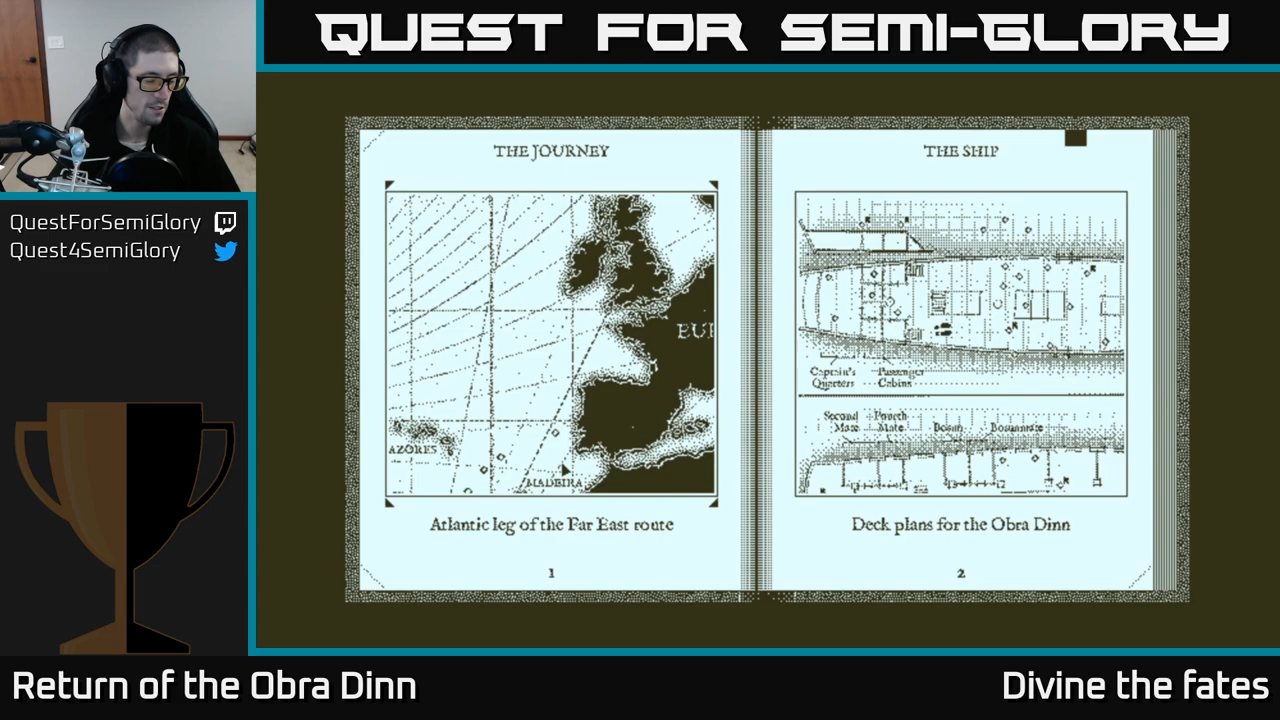 QUEST FOR SEMI-GLORY
QuestForSemiGlory
Quest4SemiGlory
THE JOURNEY
EUR
AZORES
MADEIRA
Atlantic leg of the Far East route
1
THE SHIP
Captain's Quarters
Passenger Cabins
Second Mate
Fourth Mate
Bosun
Bosunmate
Deck plans for the Obra Dinn
2
Return of the Obra Dinn
Divine the fates